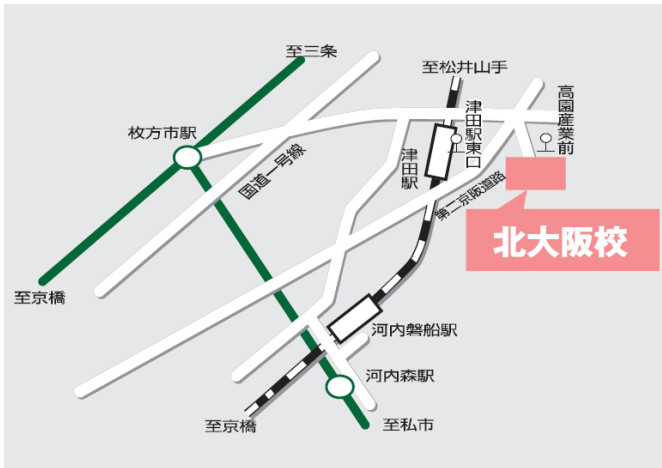 至三条
至松井山手
高園産業前
津田駅東口
枚方市駅
津田駅
国道一号線
第二京阪道路
北大阪校
至京橋
河内磐船駅
河内森駅
至京橋
至私市